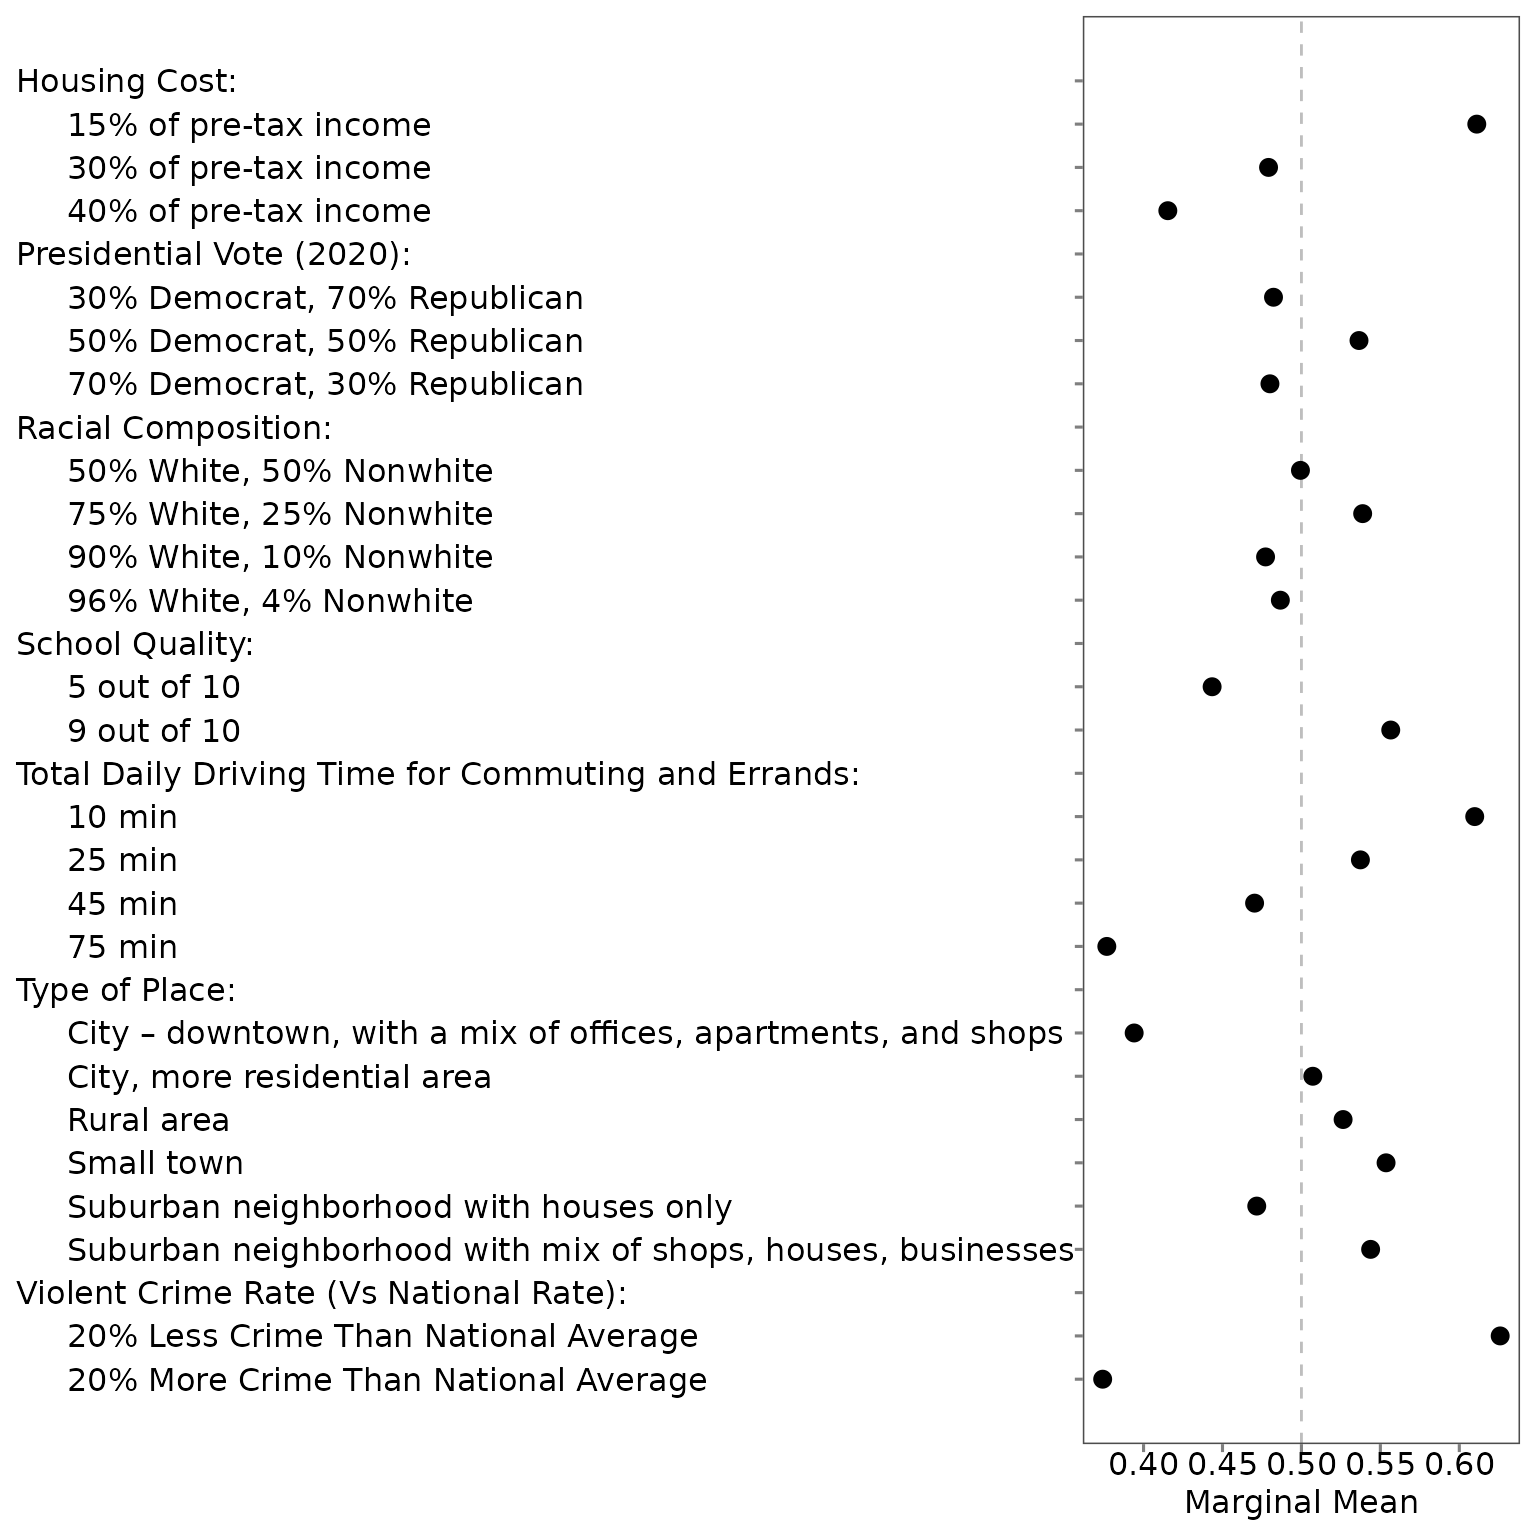 Housing Cost:
15% of pre-tax income
30% of pre-tax income
40% of pre-tax income
Presidential Vote (2020):
30% Democrat, 70% Republican
50% Democrat, 50% Republican
70% Democrat, 30% Republican
Racial Composition:
50% White, 50% Nonwhite
75% White, 25% Nonwhite
90% White, 10% Nonwhite
96% White, 4% Nonwhite
School Quality:
5 out of 10
9 out of 10
Total Daily Driving Time for Commuting and Errands:
10 min
25 min
45 min
75 min
Type of Place:
City – downtown, with a mix of offices, apartments, and shops
City, more residential area
Rural area
Small town
Suburban neighborhood with houses only
Suburban neighborhood with mix of shops, houses, businesses
Violent Crime Rate (Vs National Rate):
20% Less Crime Than National Average
20% More Crime Than National Average
0.40 0.45 0.50 0.55 0.60
Marginal Mean